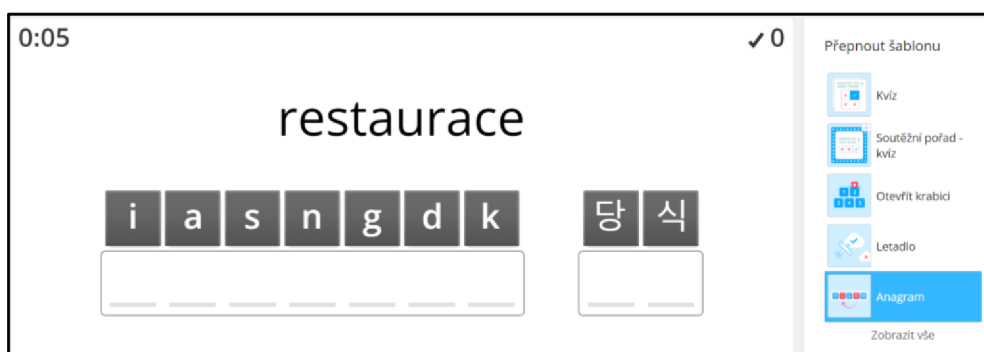 0:05
✓ 0
restaurace
i a s n g d k 당 식
Přepnout šablonu
Kvíz
Soutěžní pořad -
kvíz
Otevřít krabici
Letadlo
Anagram
Zobrazit vše